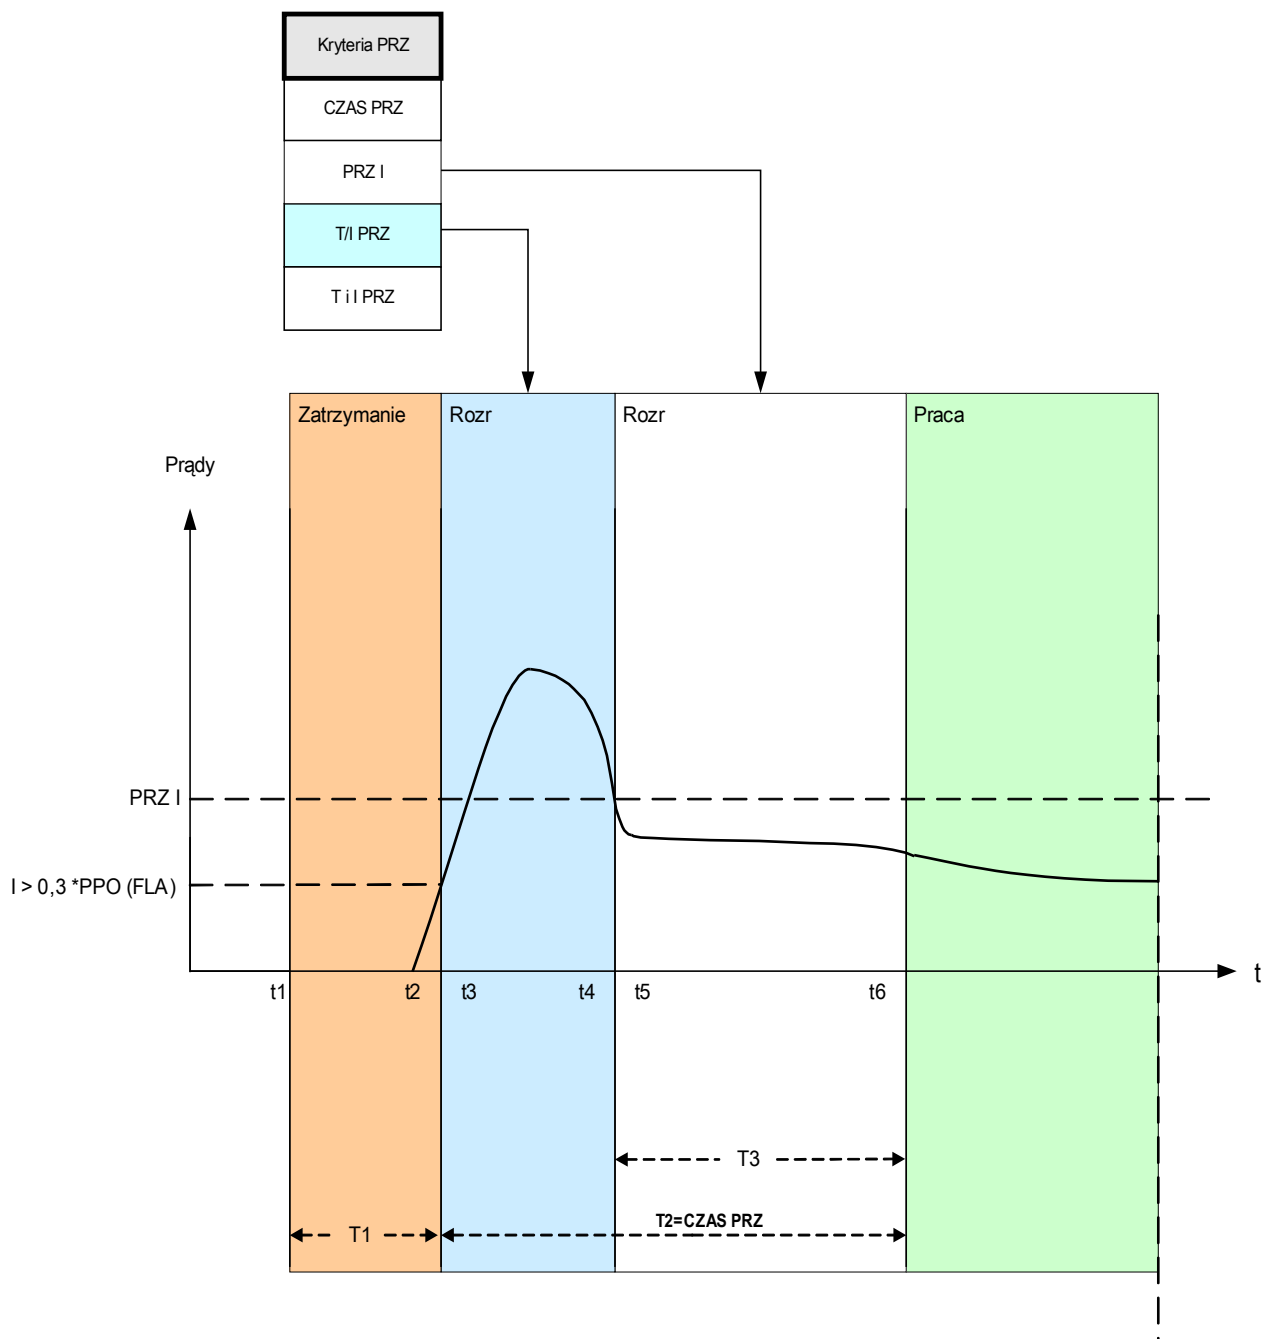 Kryteria PRZ
CZAS PRZ
PRZ I
T/I PRZ
T i I PRZ
Zatrzymanie
Rozr
Rozr
Praca
Prądy
PRZ I
I > 0,3 *PPO (FLA)
t
t1
t2
t3
t4
t5
t6
T3
T2=CZAS PRZ
T1